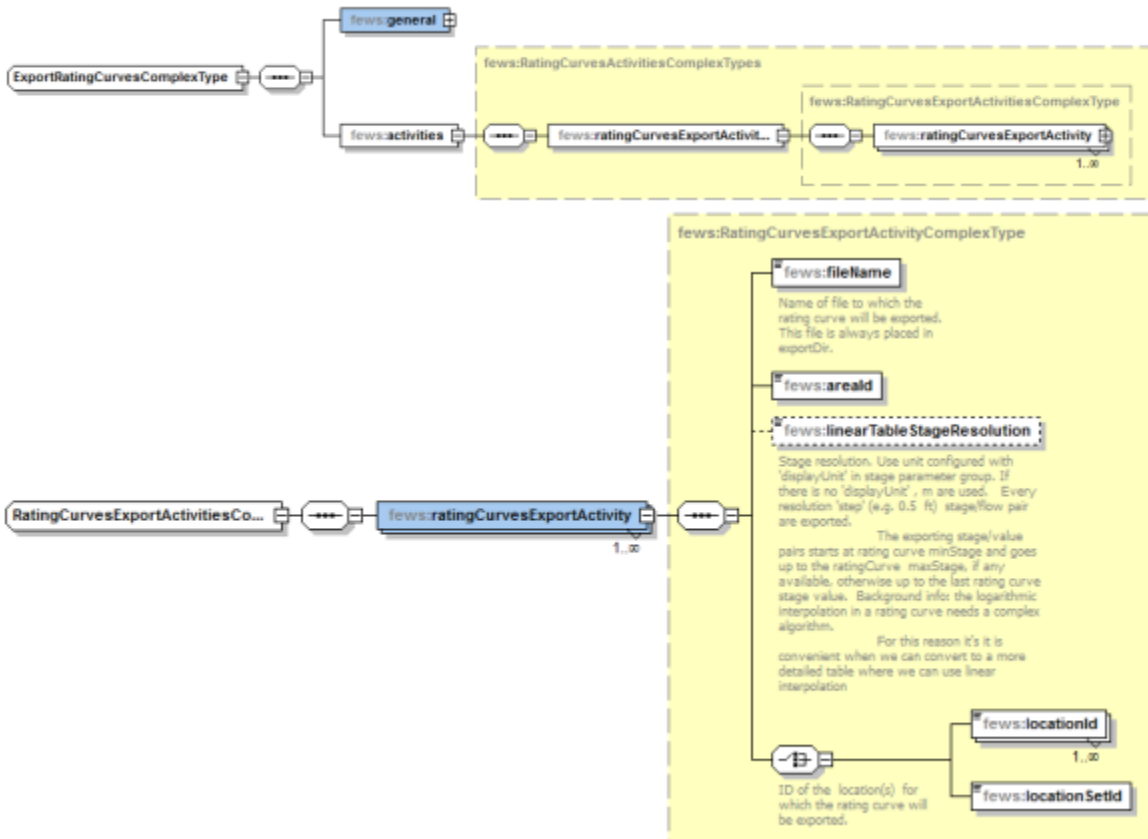 fews:general
fews:RatingCurvesActivitiesComplexTypes
fews:RatingCurvesExportActivitiesComplexType
ExportRatingCurvesComplexType
fews:activities
fews:ratingCurvesExportActivit...
fews:ratingCurvesExportActivity
1..∞
fews:RatingCurvesExportActivityComplexType
fews:fileName
Name of file to which the
rating curve will be exported.
This file is always placed in
exportDir.
fews:areaId
fews:linearTableStageResolution
Stage resolution. Use unit configured with
'displayUnit' in stage parameter group. If
there is no 'displayUnit' , m are used. Every
resolution 'step' (e.g. 0.5 ft) stage/flow pair
are exported.
The exporting stage/value
pairs starts at rating curve minStage and goes
up to the ratingCurve maxStage, if any
available, otherwise up to the last rating curve
stage value. Background info: the logarithmic
interpolation in a rating curve needs a complex
algorithm.
For this reason it's it is
convenient when we can convert to a more
detailed table where we can use linear
interpolation
RatingCurvesExportActivitiesCo...
fews:ratingCurvesExportActivity
1..∞
fews:locationId
1..∞
fews:locationSetId
ID of the location(s) for
which the rating curve will
be exported.